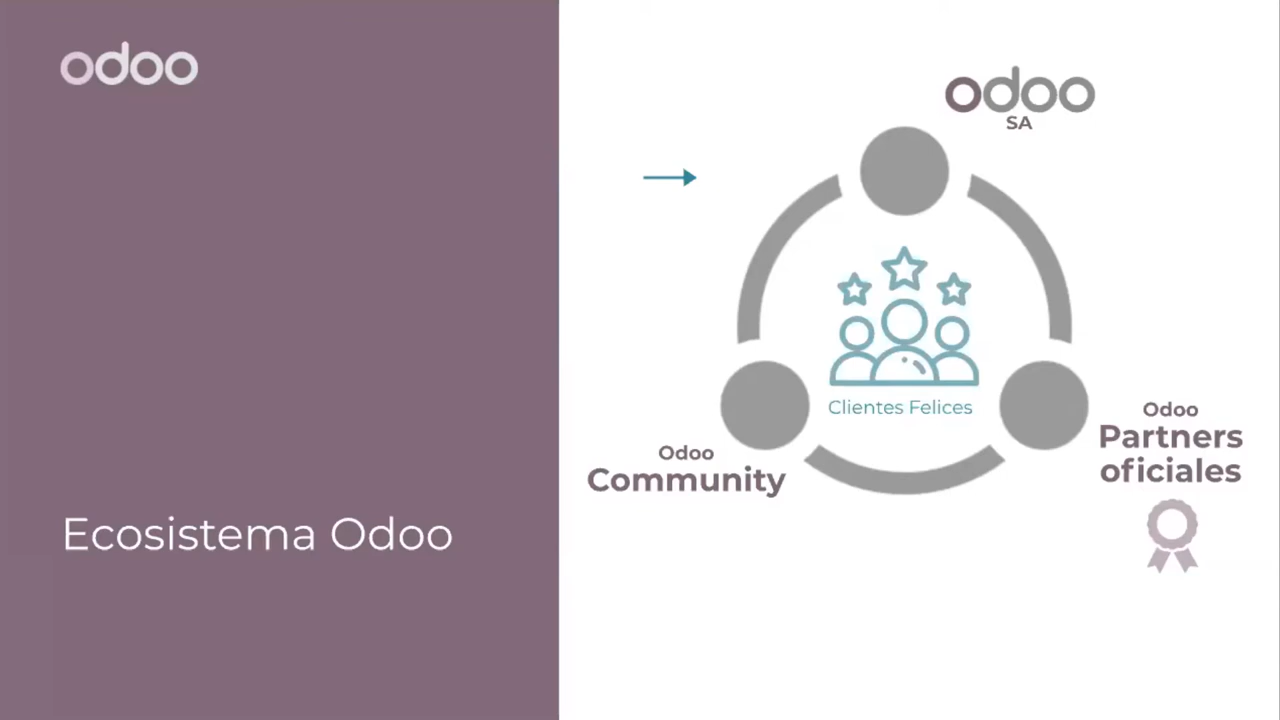 odoo
Ecosistema Odoo
odoo
SA
Clientes Felices
Odoo
Community
Odoo
Partners
oficiales